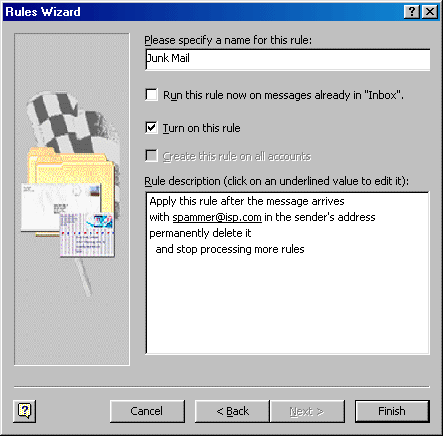 Rules Wizard
Please specify a name for this rule:
Junk Mail
Run this rule now on messages already in "Inbox".
Turn on this rule
Create this rule on all accounts
Rule description (click on an underlined value to edit it):
Apply this rule after the message arrives
with spammer@isp.com in the sender's address
permanently delete it
and stop processing more rules
Cancel
< Back
Next >
Finish